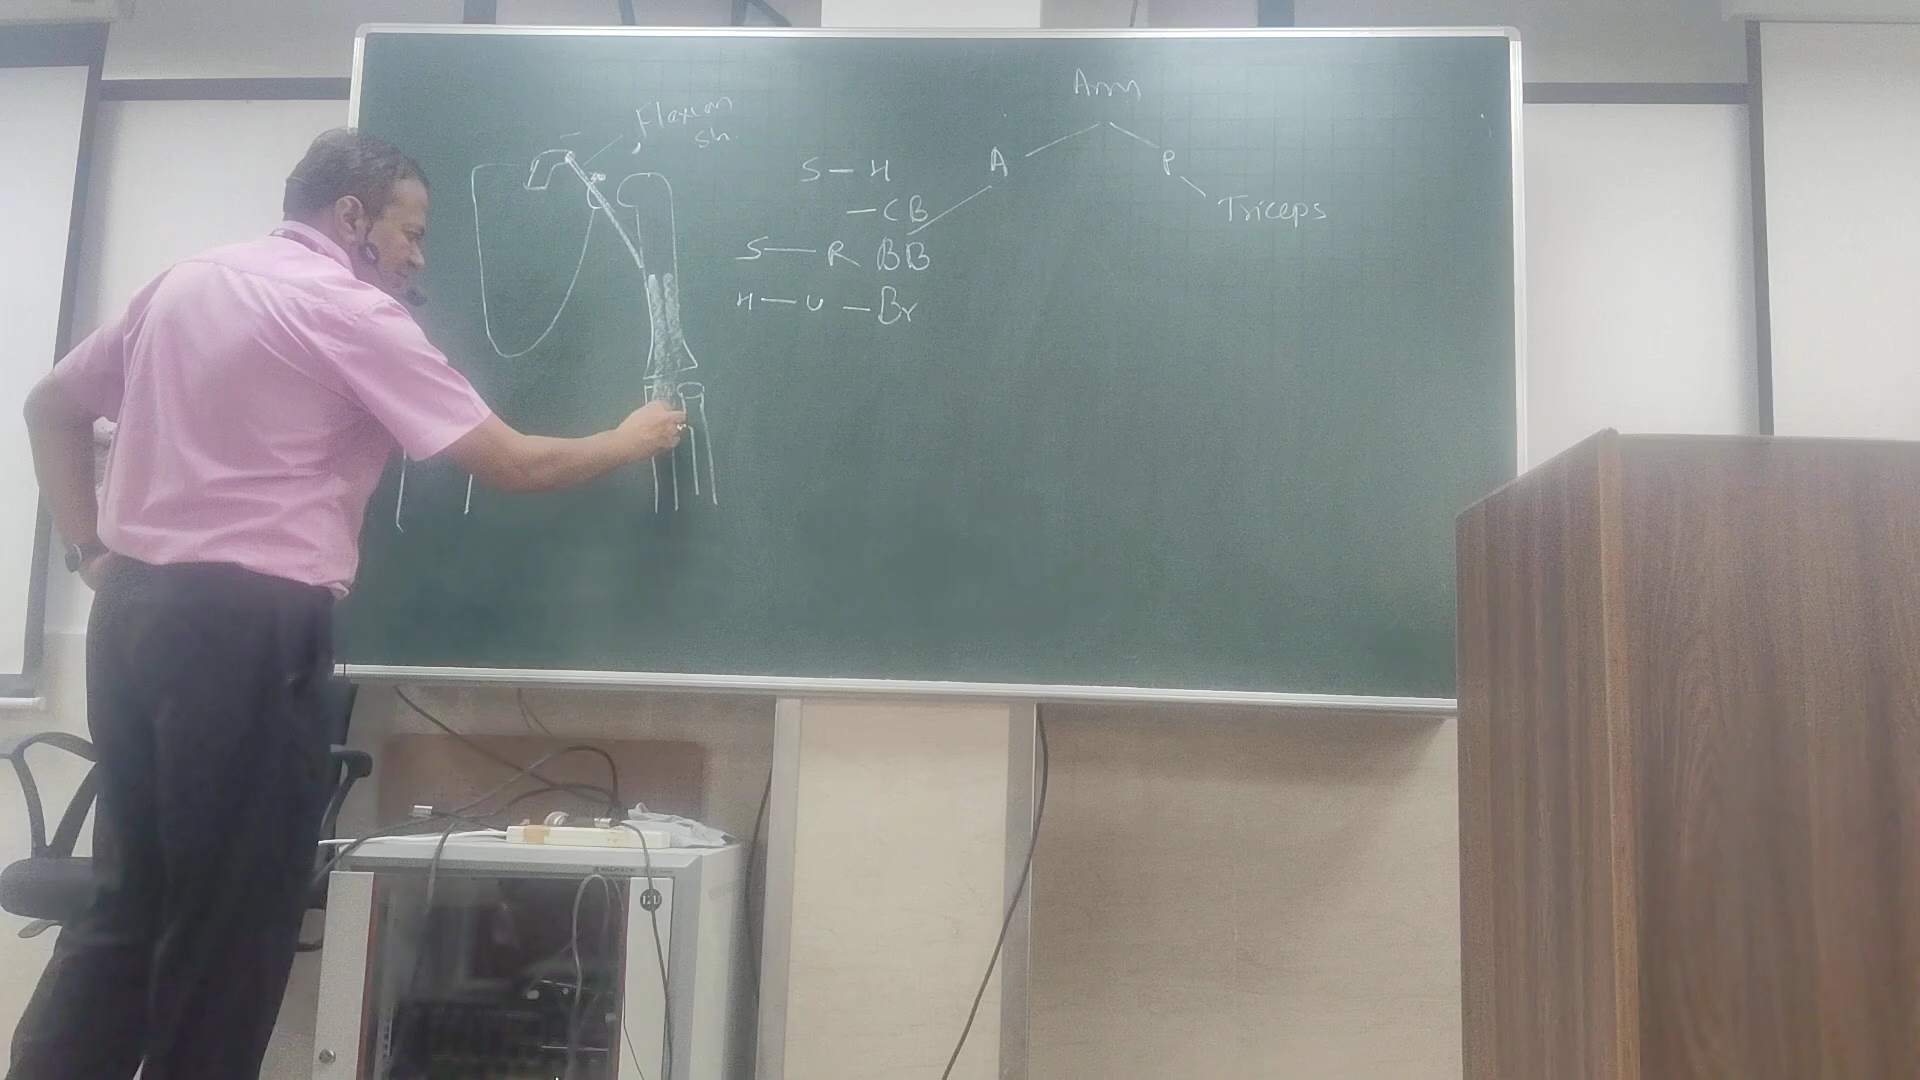 Flexion
Sh.
Arm
A
P
Triceps
S — H
— CB
S — R BB
H — U — Br